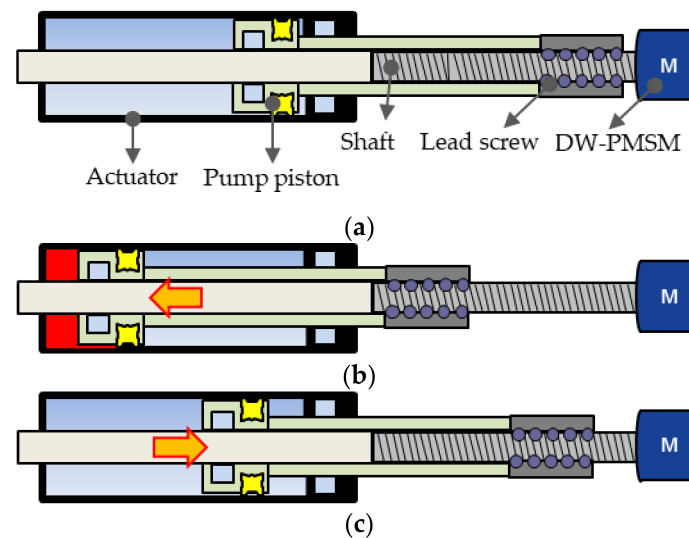 M
Shaft Lead screw DW-PMSM
Actuator Pump piston
(a)
M
(b)
M
(c)